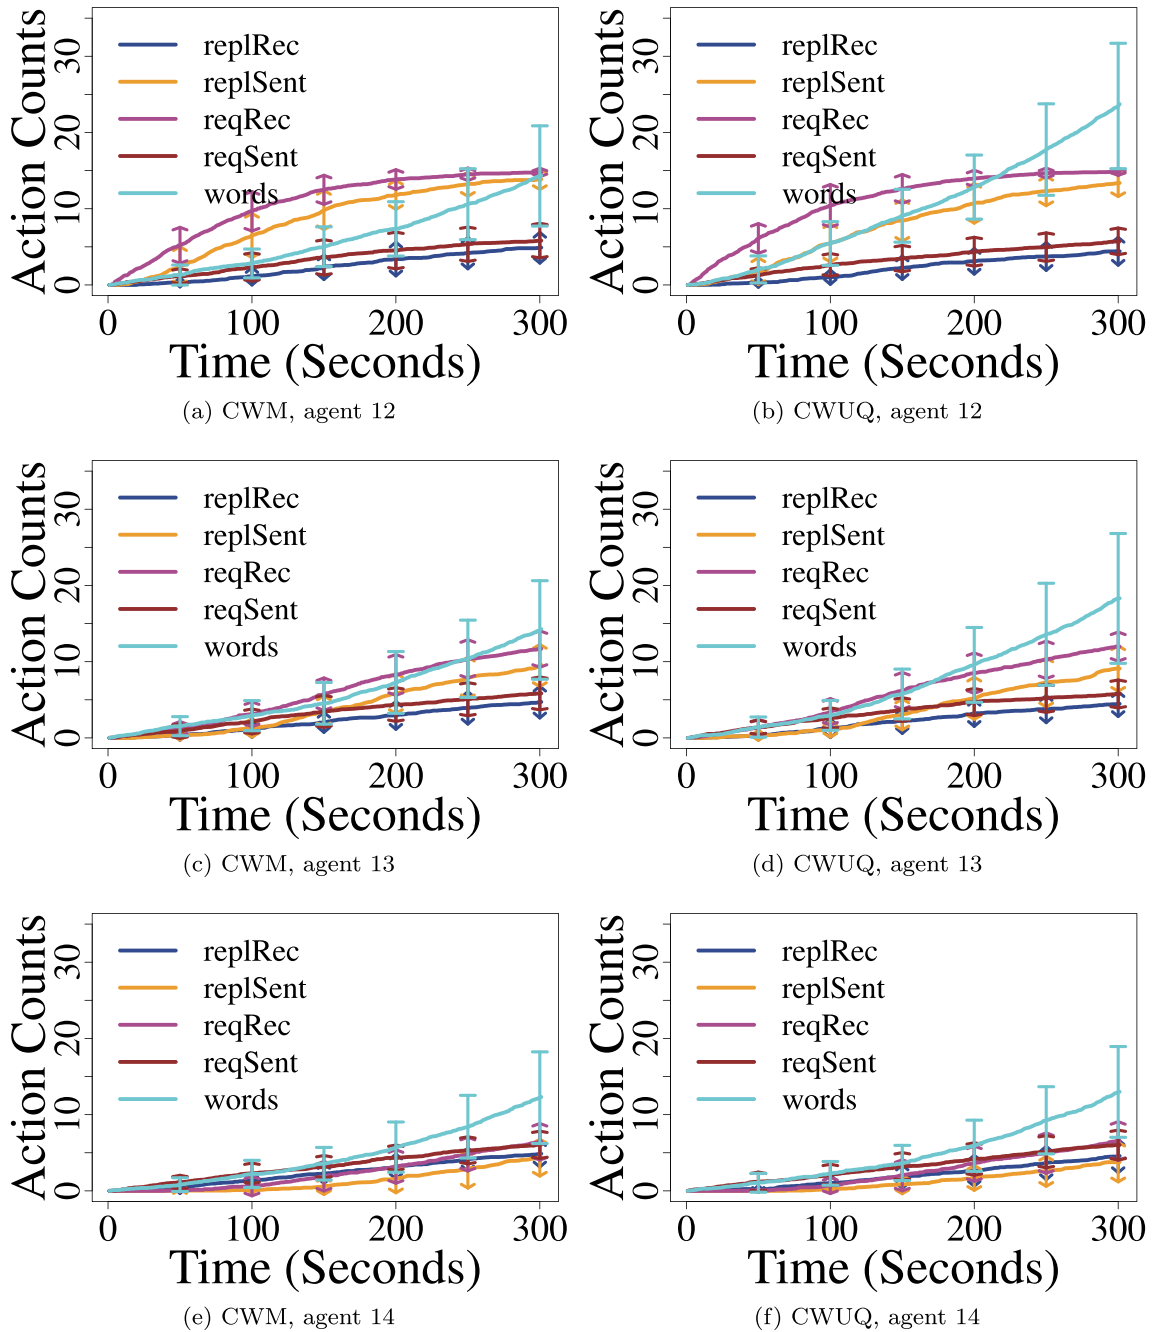 Action Counts
0 10 20 30
replRec
replSent
reqRec
reqSent
words
0 100 200 300
Time (Seconds)
(a) CWM, agent 12
Action Counts
0 10 20 30
replRec
replSent
reqRec
reqSent
words
0 100 200 300
Time (Seconds)
(b) CWUQ, agent 12
Action Counts
0 10 20 30
replRec
replSent
reqRec
reqSent
words
0 100 200 300
Time (Seconds)
(c) CWM, agent 13
Action Counts
0 10 20 30
replRec
replSent
reqRec
reqSent
words
0 100 200 300
Time (Seconds)
(d) CWUQ, agent 13
Action Counts
0 10 20 30
replRec
replSent
reqRec
reqSent
words
0 100 200 300
Time (Seconds)
(e) CWM, agent 14
Action Counts
0 10 20 30
replRec
replSent
reqRec
reqSent
words
0 100 200 300
Time (Seconds)
(f) CWUQ, agent 14